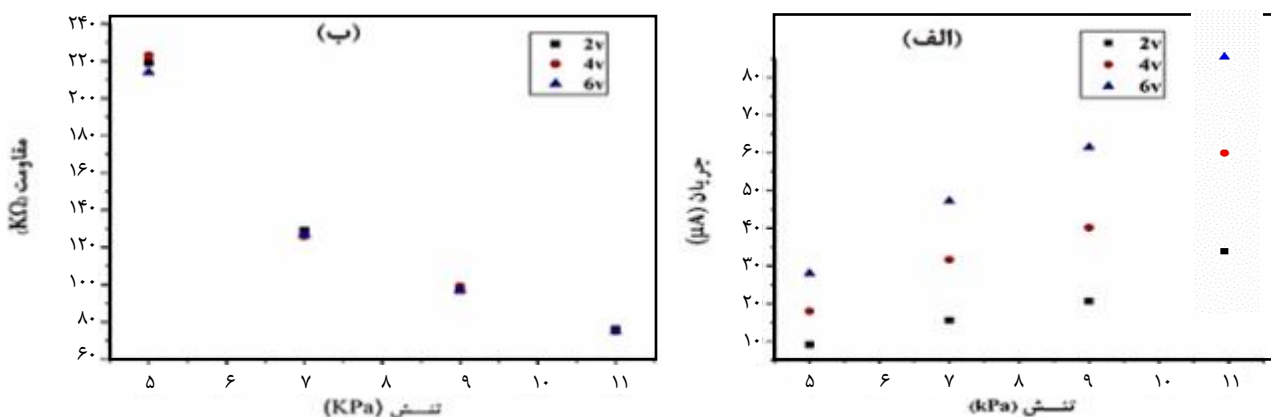 (الف)
2v
4v
6v
جریان (µA)
۸۰
۷۰
۶۰
۵۰
۴۰
۳۰
۲۰
۱۰
۵ ۶ ۷ ۸ ۹ ۱۰ ۱۱
تنش (kPa)
(ب)
2v
4v
6v
مقاومت (KΩ)
۲۴۰
۲۲۰
۲۰۰
۱۸۰
۱۶۰
۱۳۰
۱۲۰
۱۰۰
۸۰
۶۰
۵ ۶ ۷ ۸ ۹ ۱۰ ۱۱
تنش (KPa)